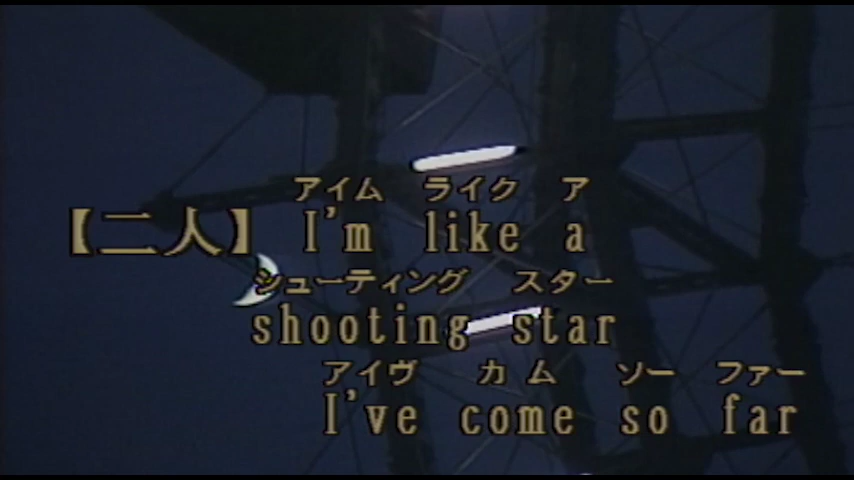 アイム ライク ア
【二人】 I'm like a
シューティング スター
shooting star
アイヴ カム ソー ファー
I've come so far